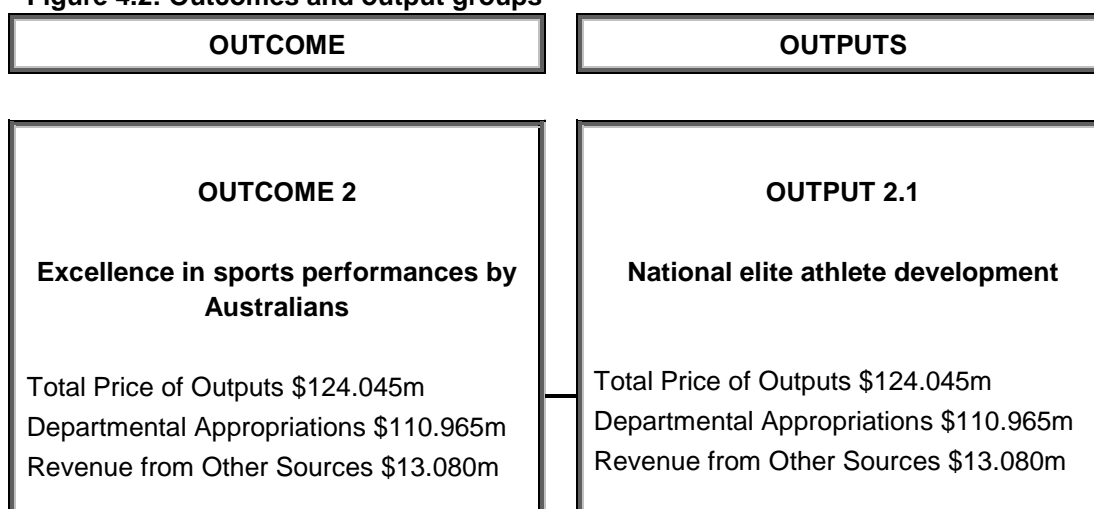 Figure 4.2: Outcomes and output groups
OUTCOME
OUTPUTS
OUTCOME 2
Excellence in sports performances by
Australians
Total Price of Outputs $124.045m
Departmental Appropriations $110.965m
Revenue from Other Sources $13.080m
OUTPUT 2.1
National elite athlete development
Total Price of Outputs $124.045m
Departmental Appropriations $110.965m
Revenue from Other Sources $13.080m